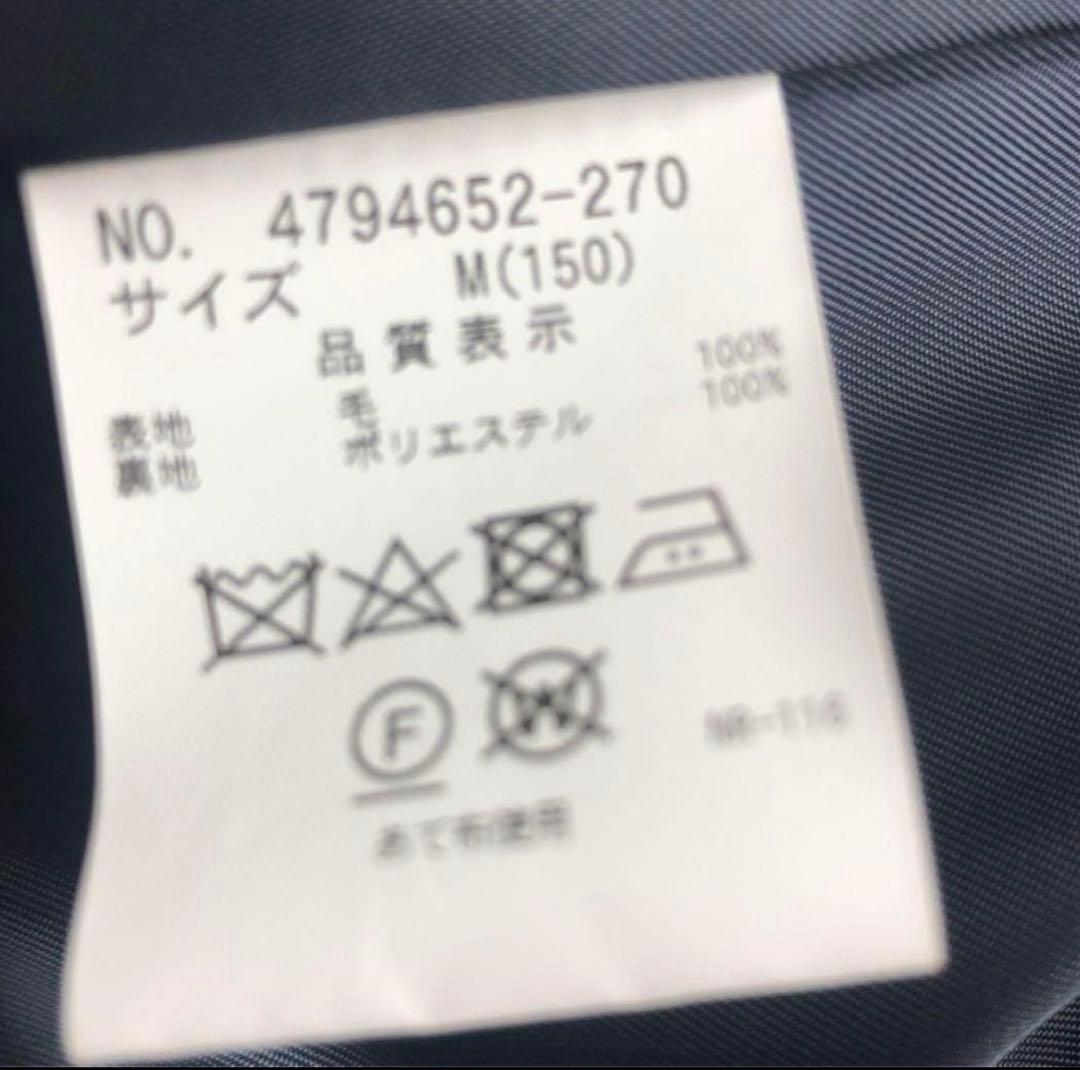 NO. 4794652-270
サイズ M(150)
品質表示
表地 毛 100%
裏地 ポリエステル 100%
F W
あて布使用